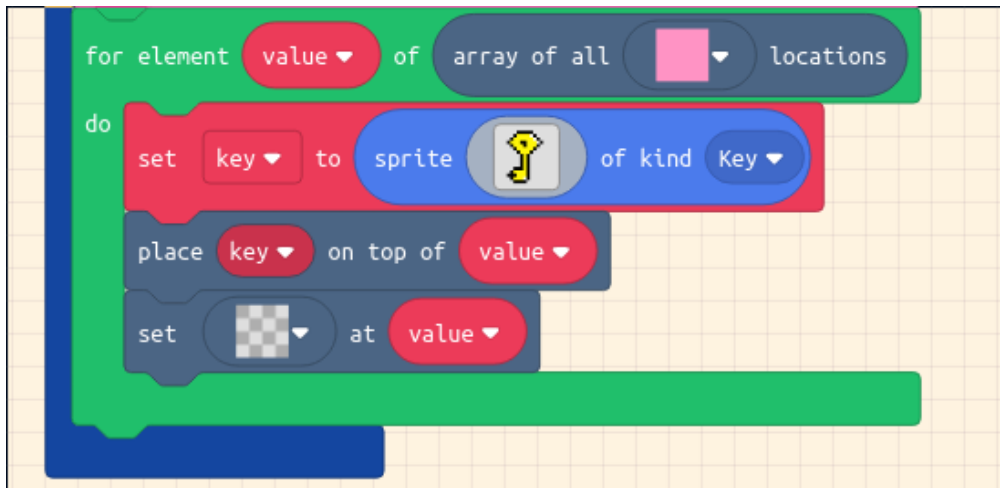 for element value of array of all locations
do
set key to sprite of kind Key
place key on top of value
set at value